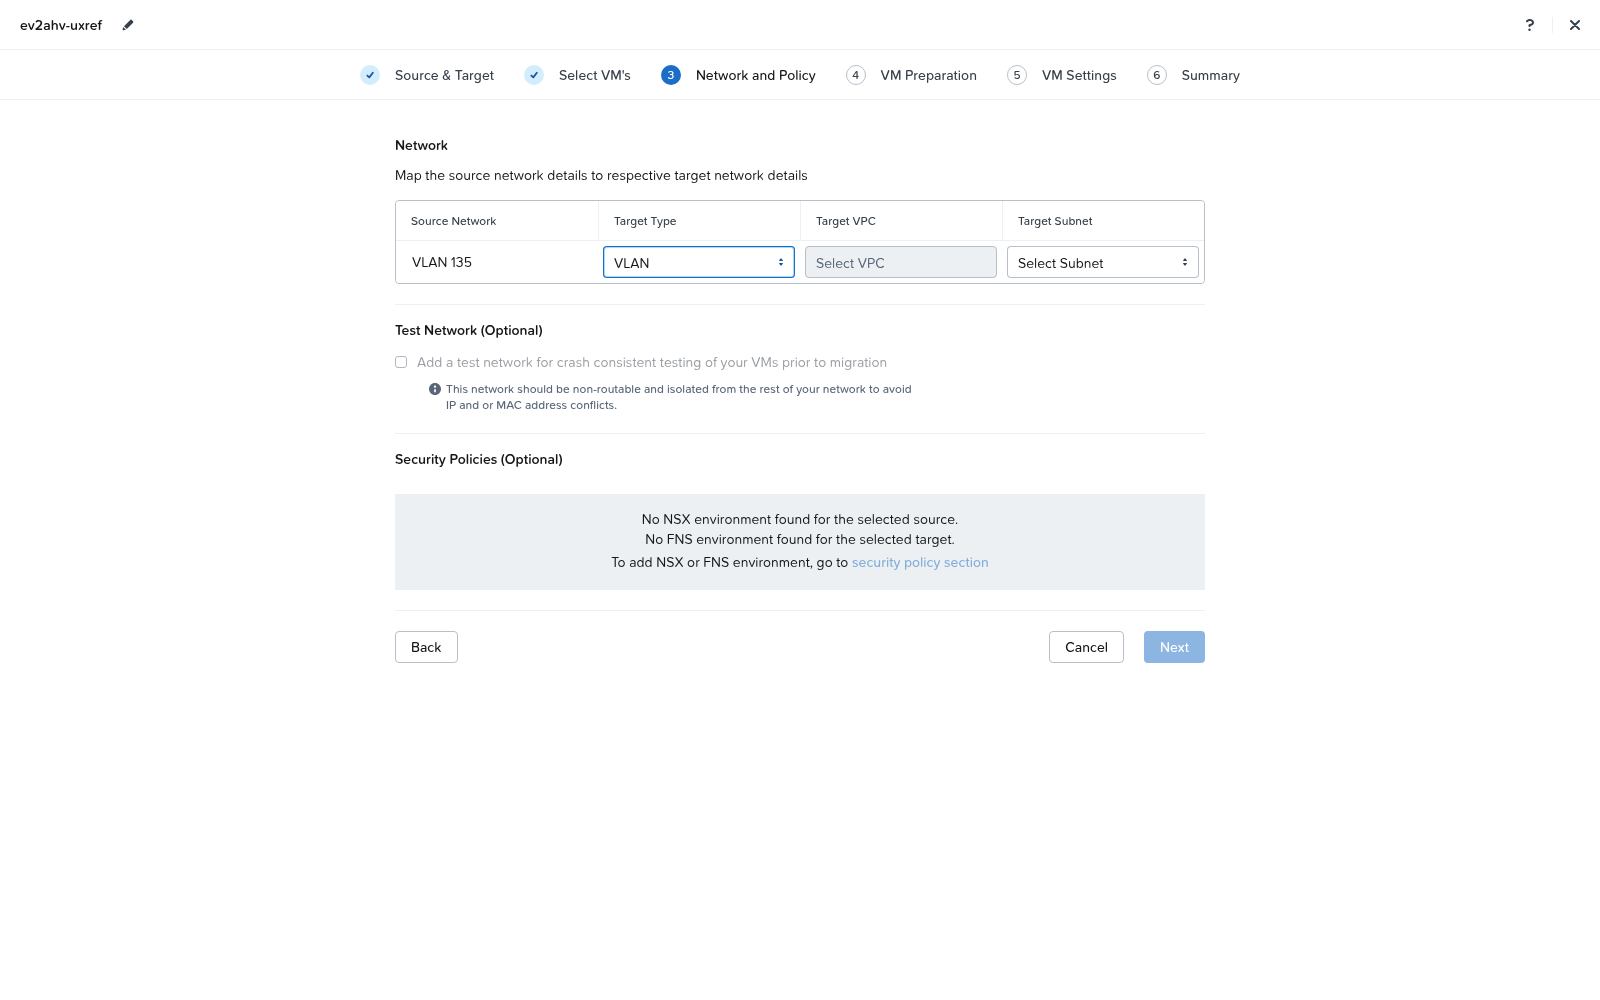 ev2ahv-uxref
?
Source & Target
Select VM's
3 Network and Policy
4 VM Preparation
5 VM Settings
6 Summary
Network
Map the source network details to respective target network details
Source Network Target Type Target VPC Target Subnet
VLAN 135 VLAN Select VPC Select Subnet
Test Network (Optional)
Add a test network for crash consistent testing of your VMs prior to migration
This network should be non-routable and isolated from the rest of your network to avoid
IP and or MAC address conflicts.
Security Policies (Optional)
No NSX environment found for the selected source.
No FNS environment found for the selected target.
To add NSX or FNS environment, go to security policy section
Back Cancel Next